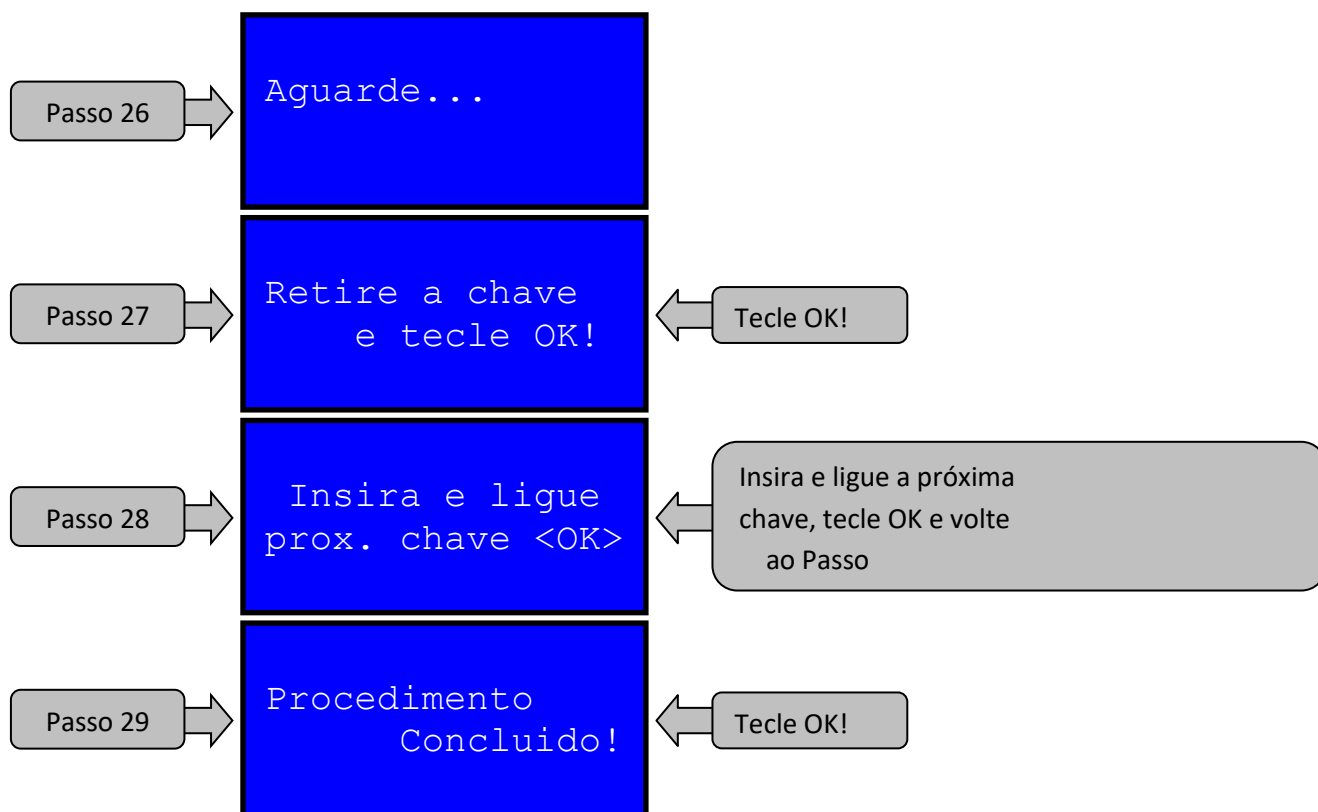 Passo 26
Aguarde...
Passo 27
Retire a chave
e tecle OK!
Tecle OK!
Passo 28
Insira e ligue
prox. chave <OK>
Insira e ligue a próxima
chave, tecle OK e volte
ao Passo
Passo 29
Procedimento
Concluido!
Tecle OK!